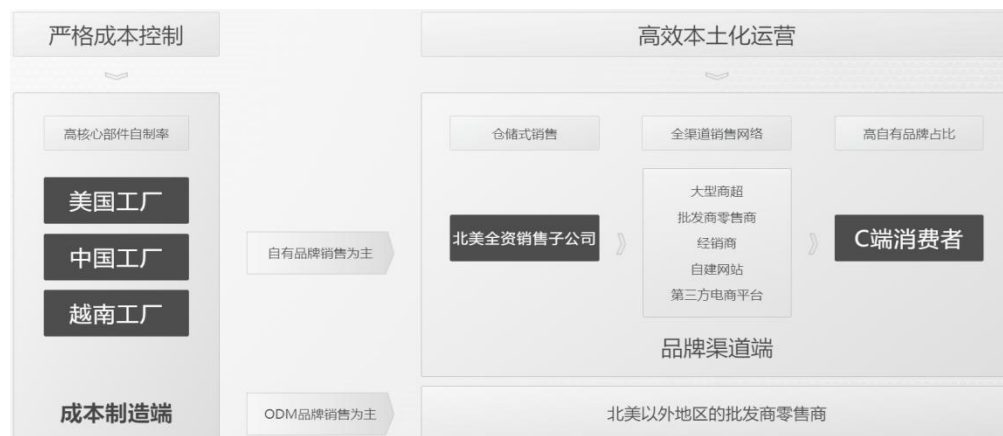 严格成本控制
高效本土化运营
高核心部件自制率
美国工厂
中国工厂
越南工厂
成本制造端
自有品牌销售为主
ODM品牌销售为主
仓储式销售
全渠道销售网络
高自有品牌占比
北美全资销售子公司
大型商超
批发商零售商
经销商
自建网站
第三方电商平台
C端消费者
品牌渠道端
北美以外地区的批发商零售商